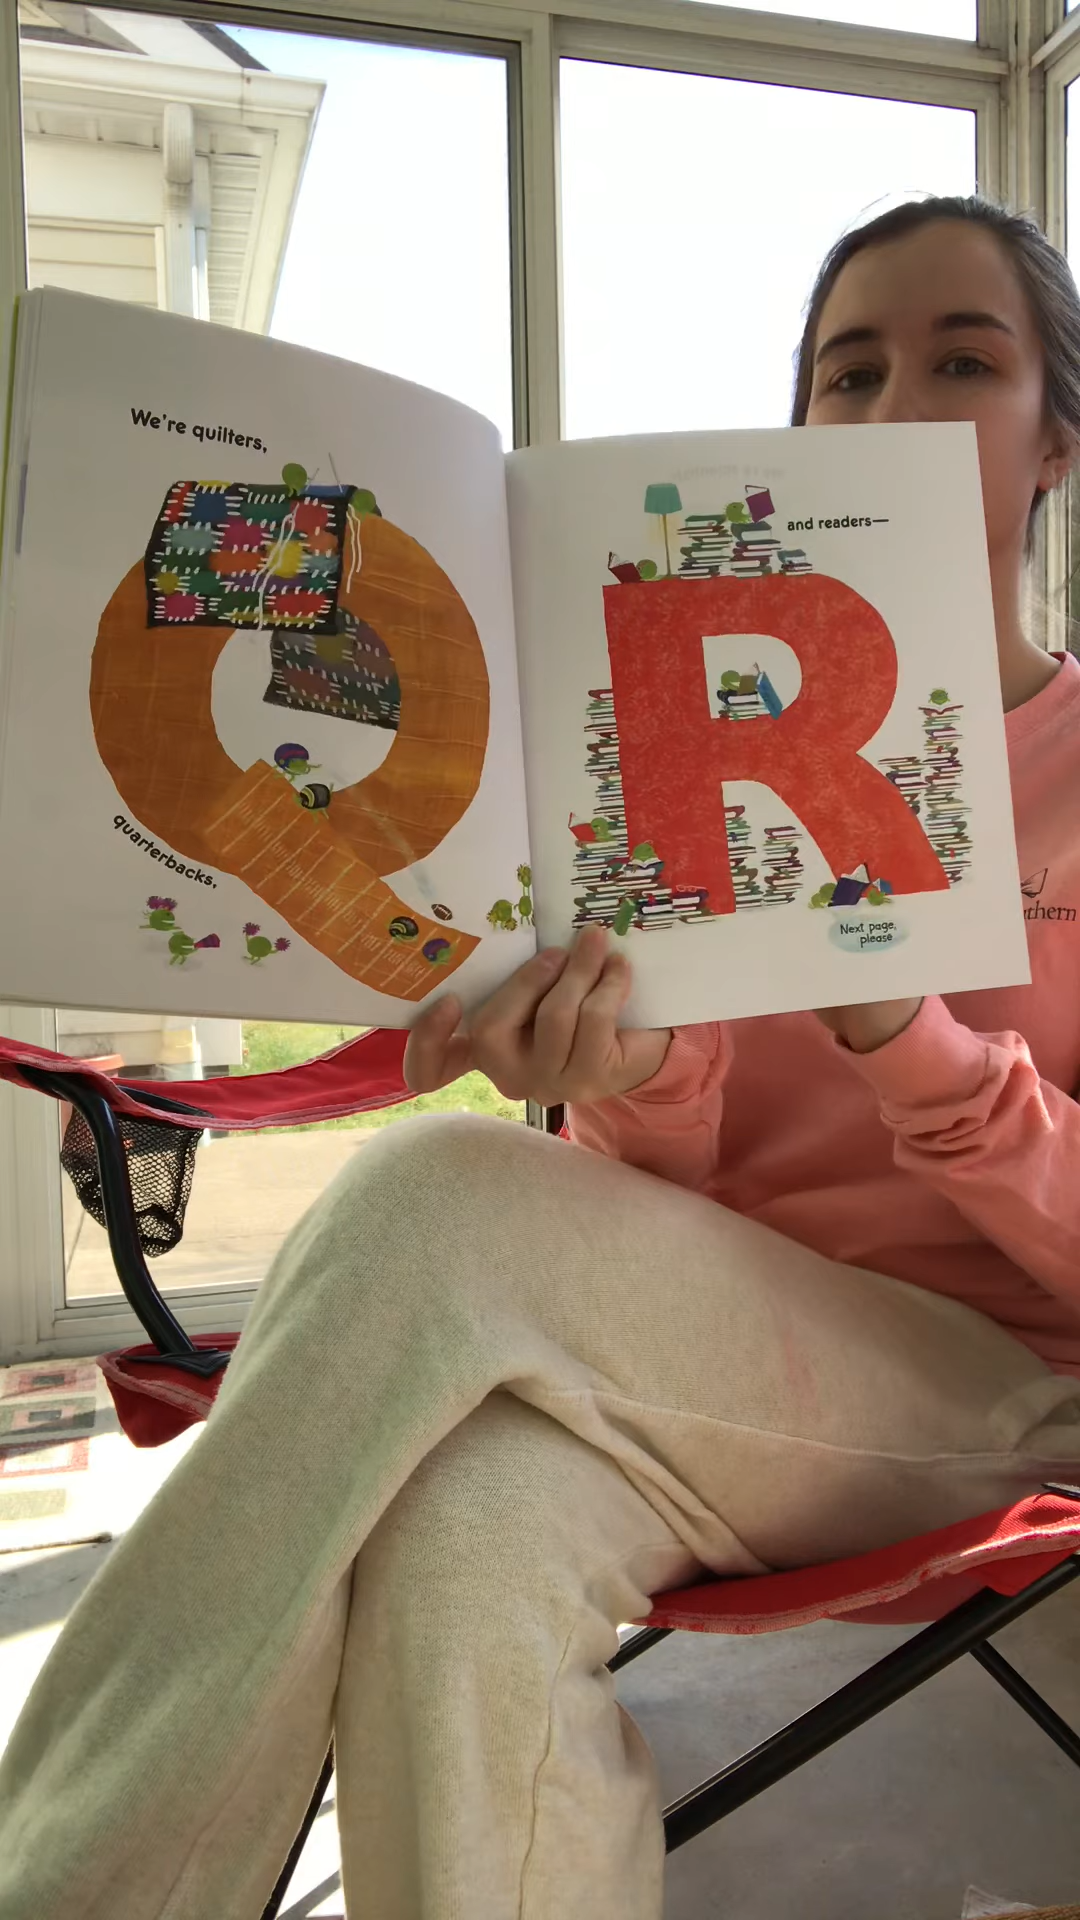 We're quilters,
Q
quarterbacks,
and readers—
R
Next page,
please